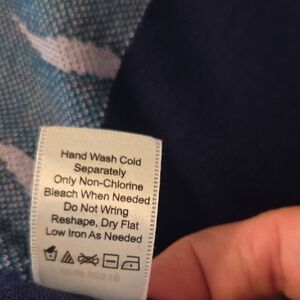 Hand Wash Cold
Separately
Only Non-Chlorine
Bleach When Needed
Do Not Wring
Reshape, Dry Flat
Low Iron As Needed